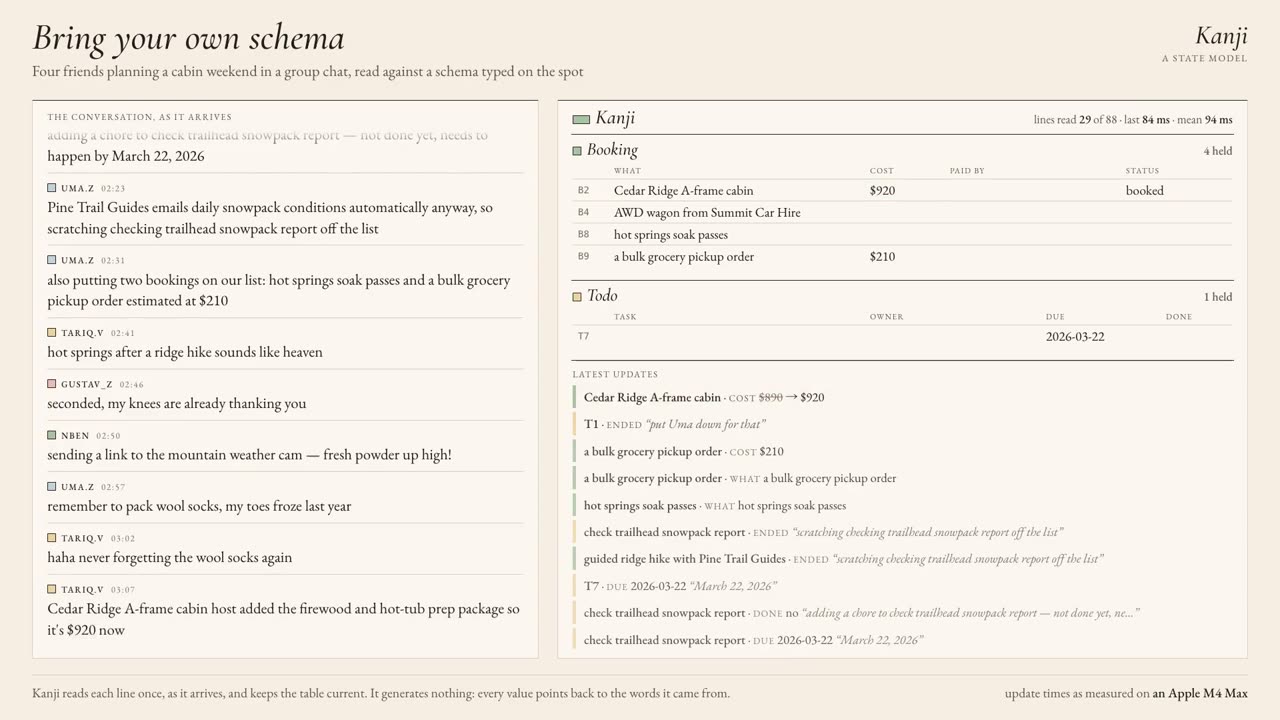 Bring your own schema
Four friends planning a cabin weekend in a group chat, read against a schema typed on the spot
Kanji
A STATE MODEL
THE CONVERSATION, AS IT ARRIVES
adding a chore to check trailhead snowpack report — not done yet, needs to
happen by March 22, 2026
UMA.Z 02:23
Pine Trail Guides emails daily snowpack conditions automatically anyway, so
scratching checking trailhead snowpack report off the list
UMA.Z 02:31
also putting two bookings on our list: hot springs soak passes and a bulk grocery
pickup order estimated at $210
TARIQ.V 02:41
hot springs after a ridge hike sounds like heaven
GUSTAV_Z 02:46
seconded, my knees are already thanking you
NBEN 02:50
sending a link to the mountain weather cam — fresh powder up high!
UMA.Z 02:57
remember to pack wool socks, my toes froze last year
TARIQ.V 03:02
haha never forgetting the wool socks again
TARIQ.V 03:07
Cedar Ridge A-frame cabin host added the firewood and hot-tub prep package so
it's $920 now
Kanji lines read 29 of 88 · last 84 ms · mean 94 ms
Booking 4 held
WHAT COST PAID BY STATUS
B2 Cedar Ridge A-frame cabin $920 booked
B4 AWD wagon from Summit Car Hire
B8 hot springs soak passes
B9 a bulk grocery pickup order $210
Todo 1 held
TASK OWNER DUE DONE
T7 2026-03-22
LATEST UPDATES
Cedar Ridge A-frame cabin · COST $890 → $920
T1 · ENDED “put Uma down for that”
a bulk grocery pickup order · COST $210
a bulk grocery pickup order · WHAT a bulk grocery pickup order
hot springs soak passes · WHAT hot springs soak passes
check trailhead snowpack report · ENDED “scratching checking trailhead snowpack report off the list”
guided ridge hike with Pine Trail Guides · ENDED “scratching checking trailhead snowpack report off the list”
T7 · DUE 2026-03-22 “March 22, 2026”
check trailhead snowpack report · DONE no “adding a chore to check trailhead snowpack report — not done yet, ne…”
check trailhead snowpack report · DUE 2026-03-22 “March 22, 2026”
Kanji reads each line once, as it arrives, and keeps the table current. It generates nothing: every value points back to the words it came from.
update times as measured on an Apple M4 Max